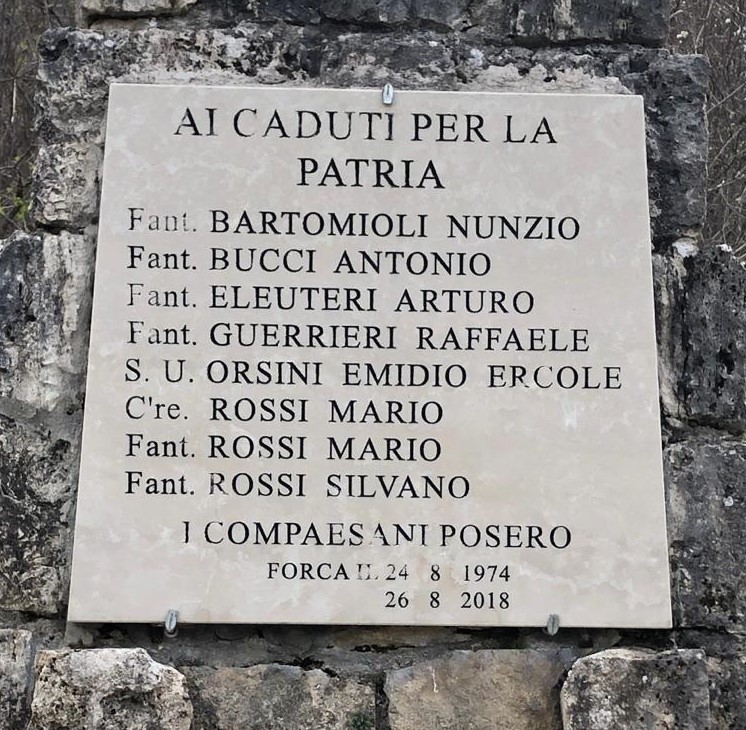 AI CADUTI PER LA
PATRIA
Fant. BARTOMIOLI NUNZIO
Fant. BUCCI ANTONIO
Fant. ELEUTERI ARTURO
Fant. GUERRIERI RAFFAELE
S. U. ORSINI EMIDIO ERCOLE
C're. ROSSI MARIO
Fant. ROSSI MARIO
Fant. ROSSI SILVANO
I COMPAESANI POSERO
FORCA IL 24 8 1974
26 8 2018